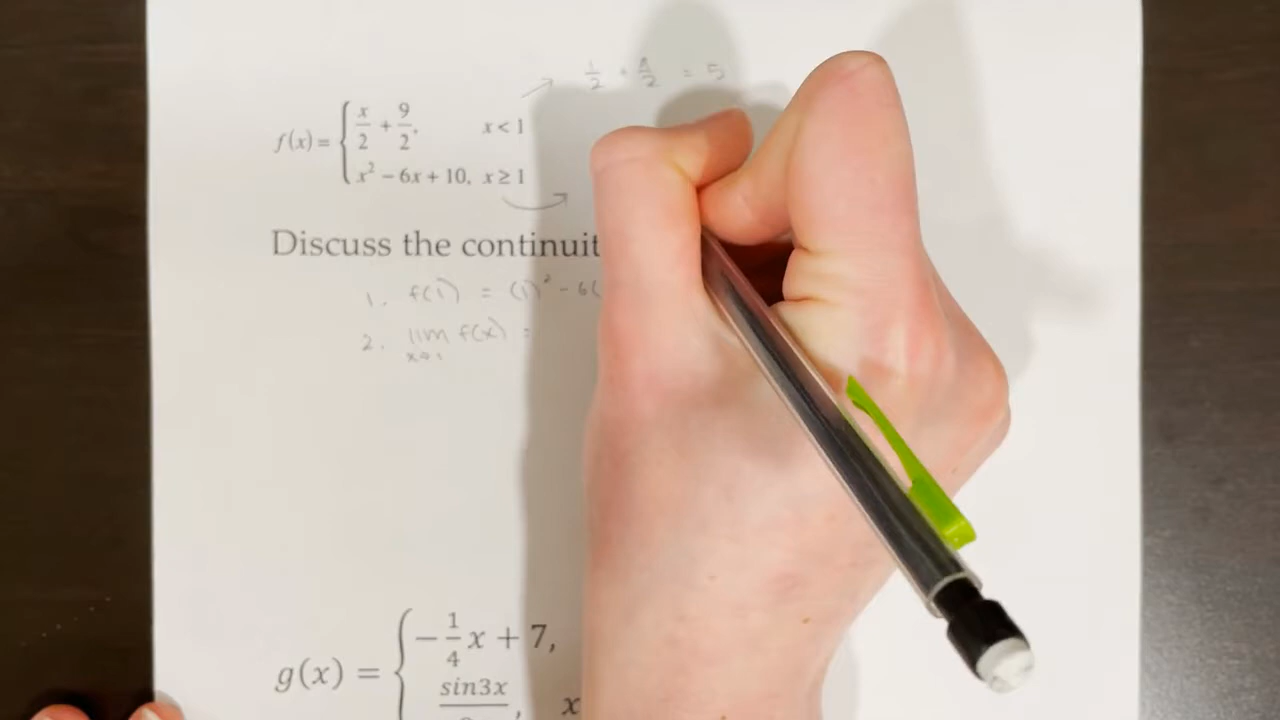 1/2 + 9/2 = 5
f(x) = { x/2 + 9/2, x < 1
x² − 6x + 10, x ≥ 1
Discuss the continuit
1. f(1) = (1)² - 6(
2. lim x→1 f(x) =
g(x) = { −1/4 x + 7,
sin3x , x